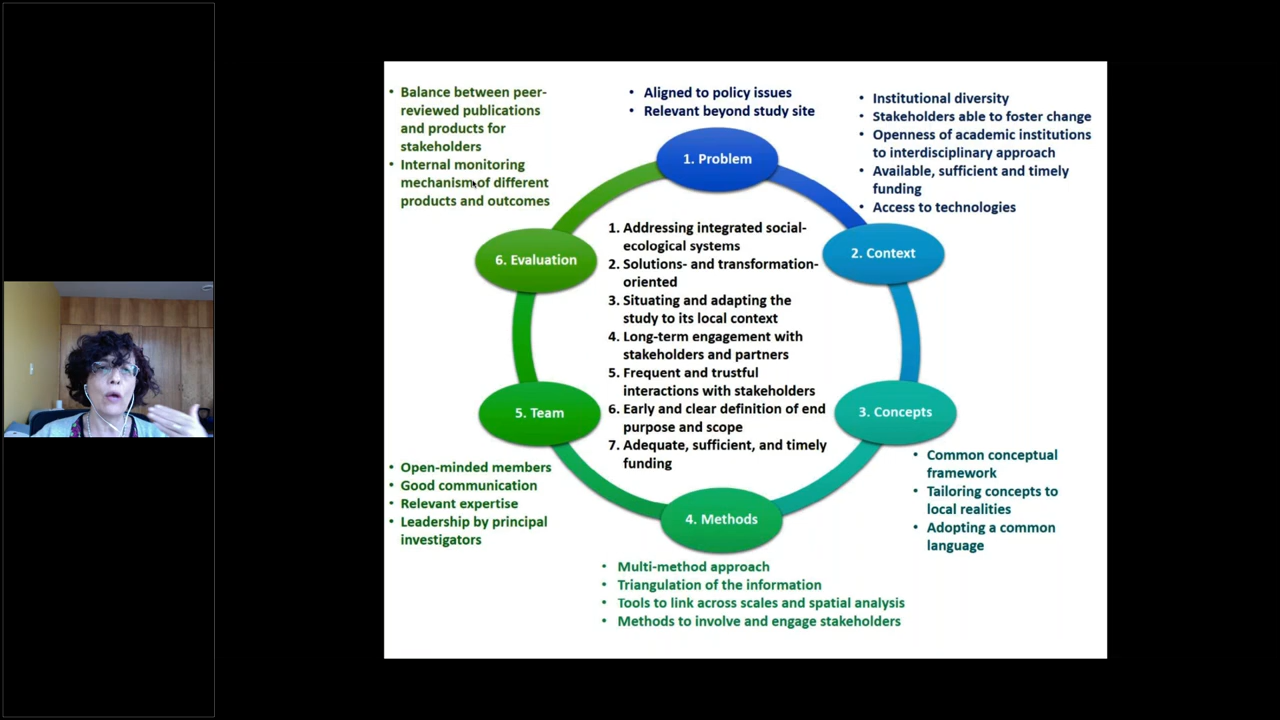 • Balance between peer-
reviewed publications
and products for
stakeholders
• Internal monitoring
mechanism of different
products and outcomes
• Aligned to policy issues
• Relevant beyond study site
• Institutional diversity
• Stakeholders able to foster change
• Openness of academic institutions
to interdisciplinary approach
• Available, sufficient and timely
funding
• Access to technologies
1. Problem
2. Context
3. Concepts
4. Methods
5. Team
6. Evaluation
1. Addressing integrated social-
ecological systems
2. Solutions- and transformation-
oriented
3. Situating and adapting the
study to its local context
4. Long-term engagement with
stakeholders and partners
5. Frequent and trustful
interactions with stakeholders
6. Early and clear definition of end
purpose and scope
7. Adequate, sufficient, and timely
funding
• Common conceptual
framework
• Tailoring concepts to
local realities
• Adopting a common
language
• Open-minded members
• Good communication
• Relevant expertise
• Leadership by principal
investigators
• Multi-method approach
• Triangulation of the information
• Tools to link across scales and spatial analysis
• Methods to involve and engage stakeholders